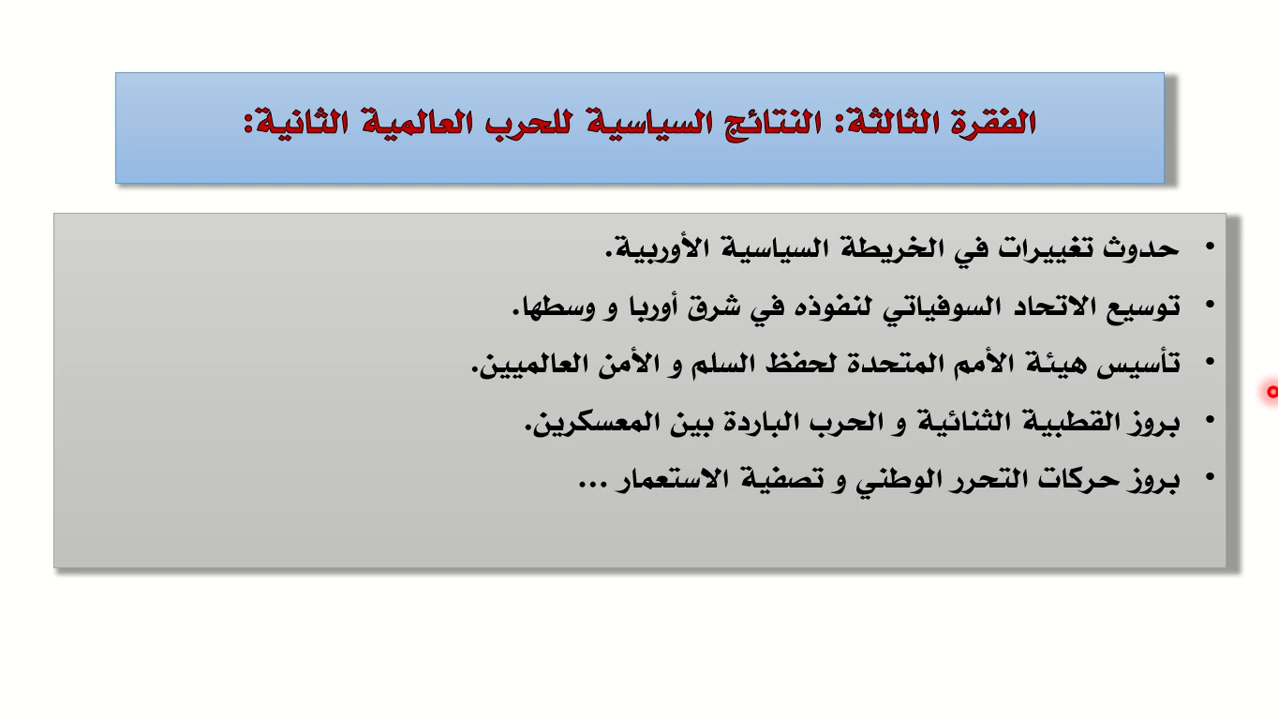 الفقرة الثالثة: النتائج السياسية للحرب العالمية الثانية:
• حدوث تغييرات في الخريطة السياسية الأوربية.
• توسيع الاتحاد السوفياتي لنفوذه في شرق أوربا و وسطها.
• تأسيس هيئة الأمم المتحدة لحفظ السلم و الأمن العالميين.
• بروز القطبية الثنائية و الحرب الباردة بين المعسكرين.
• بروز حركات التحرر الوطني و تصفية الاستعمار ...